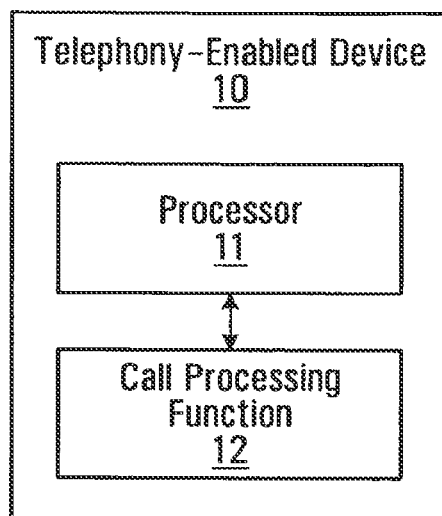 Telephony-Enabled Device
10
Processor
11
Call Processing
Function
12